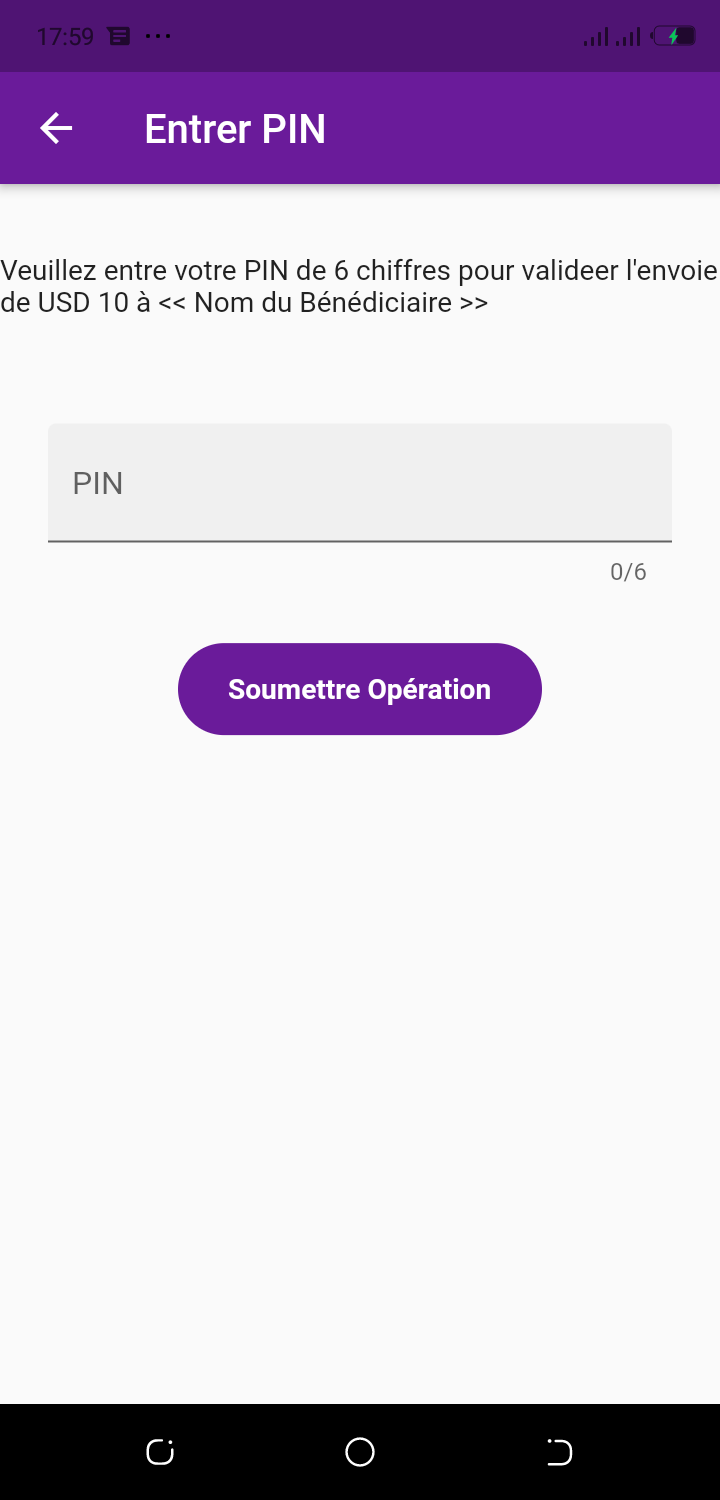 17:59
Entrer PIN
Veuillez entre votre PIN de 6 chiffres pour valideer l'envoie
de USD 10 à << Nom du Bénédiciaire >>
PIN
0/6
Soumettre Opération